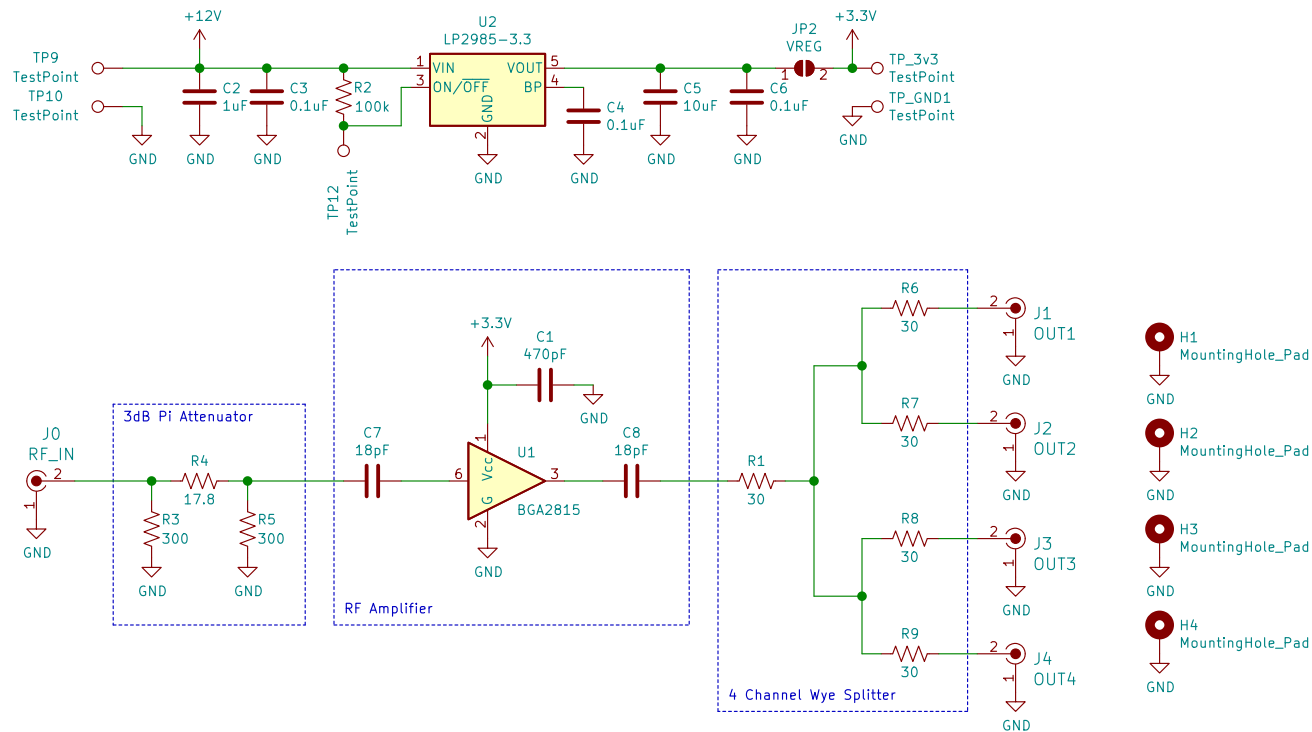 +12V
U2
LP2985-3.3
JP2
VREG
+3.3V
TP9
TestPoint
TP10
TestPoint
GND
C2
1uF
GND
C3
0.1uF
GND
R2
100k
TP12
TestPoint
1
3
VIN
ON/OFF
VOUT
BP
GND
2
5
4
GND
C4
0.1uF
GND
C5
10uF
GND
C6
0.1uF
GND
1
2
TP_3v3
TestPoint
TP_GND1
TestPoint
GND
J0
RF_IN
2
1
GND
3dB Pi Attenuator
R4
17.8
R3
300
GND
R5
300
GND
+3.3V
C1
470pF
GND
C7
18pF
1
6
Vcc
G
2
3
U1
BGA2815
GND
C8
18pF
RF Amplifier
R1
30
R6
30
R7
30
R8
30
R9
30
4 Channel Wye Splitter
2
1
J1
OUT1
GND
2
1
J2
OUT2
GND
2
1
J3
OUT3
GND
2
1
J4
OUT4
GND
H1
MountingHole_Pad
GND
H2
MountingHole_Pad
GND
H3
MountingHole_Pad
GND
H4
MountingHole_Pad
GND